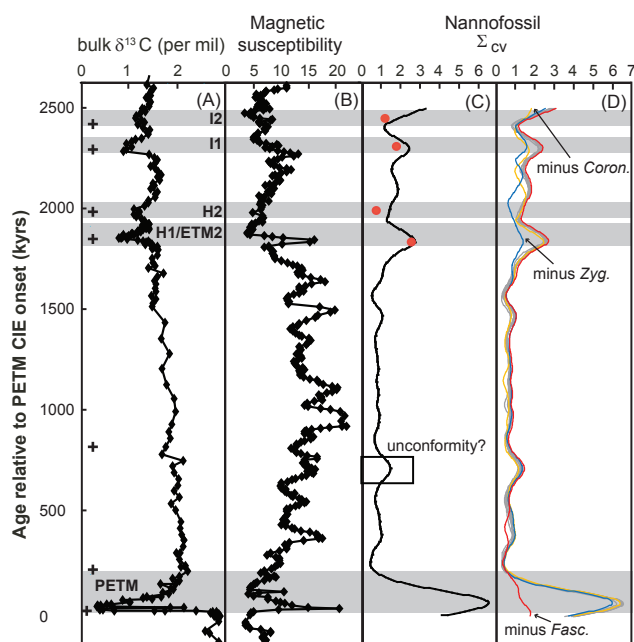 bulk δ¹³ C (per mil)
Magnetic
susceptibility
Nannofossil
Σcv
0 1 2
0 5 10 15 20
0 1 2 3 4 5 6 7
0 1 2 3 4 5 6 7
(A)
(B)
(C)
(D)
2500
2000
1500
1000
500
0
Age relative to PETM CIE onset (kyrs)
I2
I1
H2
H1/ETM2
PETM
unconformity?
minus Coron.
minus Zyg.
minus Fasc.